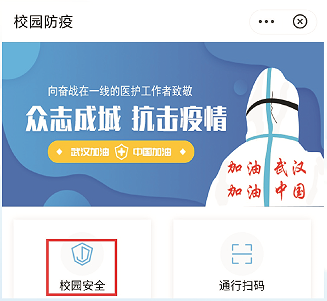 校园防疫
向奋战在一线的医护工作者致敬
众志成城 抗击疫情
武汉加油 中国加油
加油 武汉
加油 中国
校园安全
通行扫码